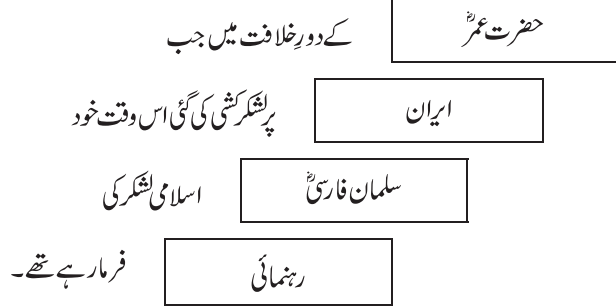 حضرت عمرؓ کے دورِ خلافت میں جب
ایران پر لشکر کشی کی گئی اس وقت خود
سلمان فارسیؓ اسلامی لشکر کی
رہنمائی فرما رہے تھے۔